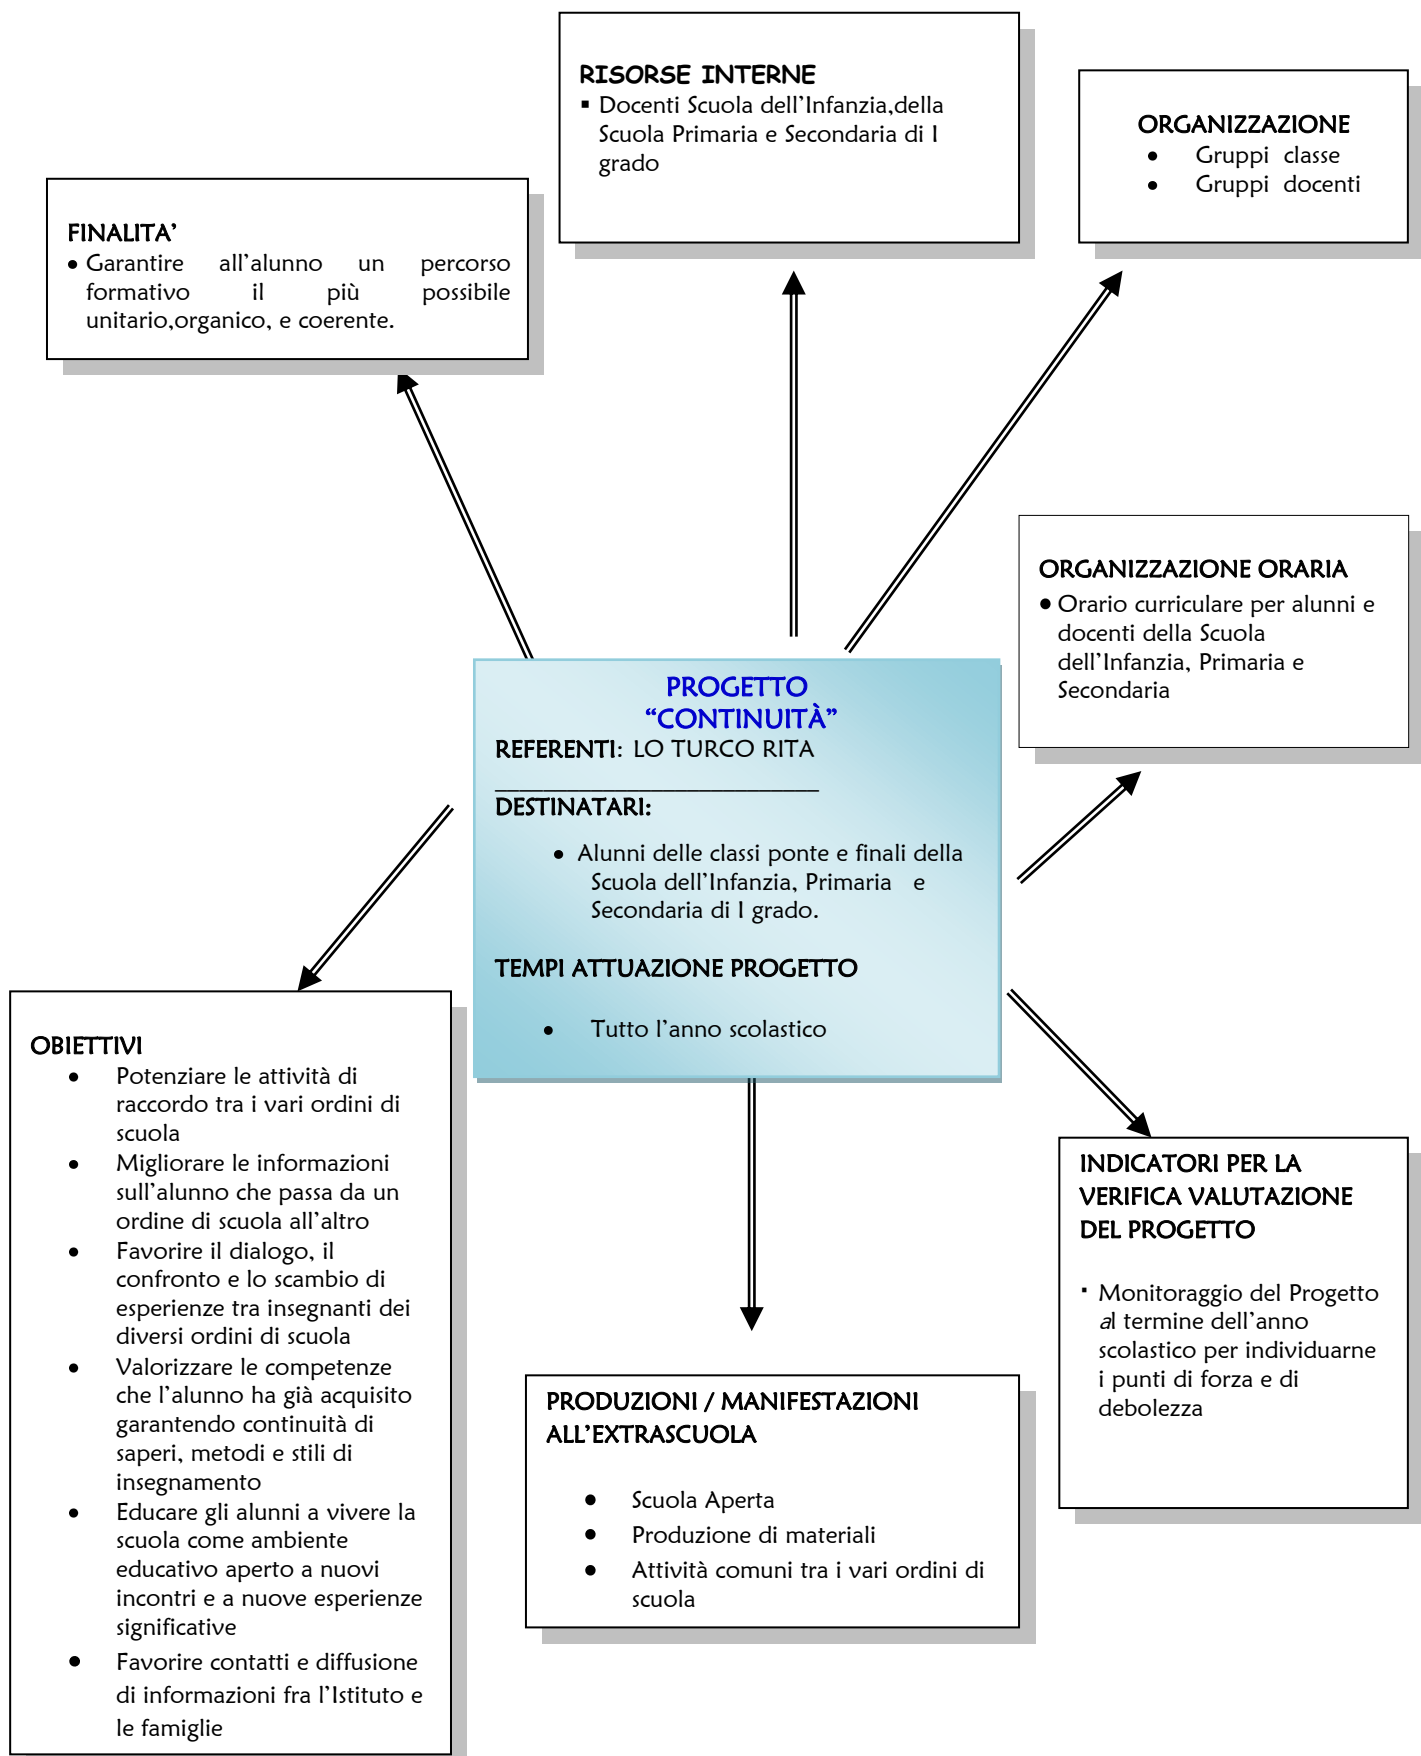 RISORSE INTERNE
▪ Docenti Scuola dell'Infanzia,della
Scuola Primaria e Secondaria di I
grado
ORGANIZZAZIONE
• Gruppi classe
• Gruppi docenti
FINALITA'
• Garantire all'alunno un percorso
formativo il più possibile
unitario,organico, e coerente.
ORGANIZZAZIONE ORARIA
• Orario curriculare per alunni e
docenti della Scuola
dell'Infanzia, Primaria e
Secondaria
PROGETTO
“CONTINUITÀ”
REFERENTI: LO TURCO RITA
___________________________
DESTINATARI:
• Alunni delle classi ponte e finali della
Scuola dell'Infanzia, Primaria e
Secondaria di I grado.
TEMPI ATTUAZIONE PROGETTO
• Tutto l'anno scolastico
OBIETTIVI
• Potenziare le attività di
raccordo tra i vari ordini di
scuola
• Migliorare le informazioni
sull'alunno che passa da un
ordine di scuola all'altro
• Favorire il dialogo, il
confronto e lo scambio di
esperienze tra insegnanti dei
diversi ordini di scuola
• Valorizzare le competenze
che l'alunno ha già acquisito
garantendo continuità di
saperi, metodi e stili di
insegnamento
• Educare gli alunni a vivere la
scuola come ambiente
educativo aperto a nuovi
incontri e a nuove esperienze
significative
• Favorire contatti e diffusione
di informazioni fra l'Istituto e
le famiglie
INDICATORI PER LA
VERIFICA VALUTAZIONE
DEL PROGETTO
▪ Monitoraggio del Progetto
al termine dell'anno
scolastico per individuarne
i punti di forza e di
debolezza
PRODUZIONI / MANIFESTAZIONI
ALL'EXTRASCUOLA
• Scuola Aperta
• Produzione di materiali
• Attività comuni tra i vari ordini di
scuola